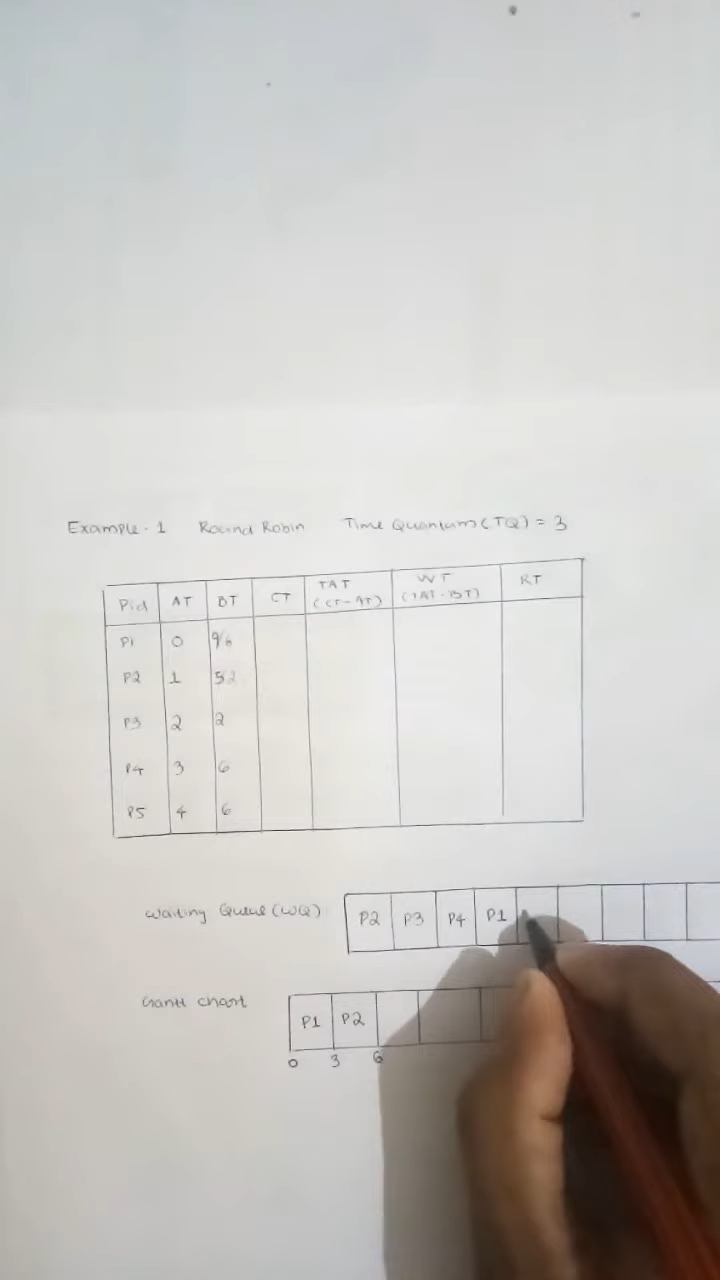 Example-1 Round Robin Time Quantum(TQ) = 3
Pid AT BT CT TAT (CT-AT) WT (TAT-BT) RT
P1 0 9 6
P2 1 5 2
P3 2 2
P4 3 6
P5 4 6
Waiting Queue (WQ) P2 P3 P4 P1
Gantt chart P1 P2
0 3 6